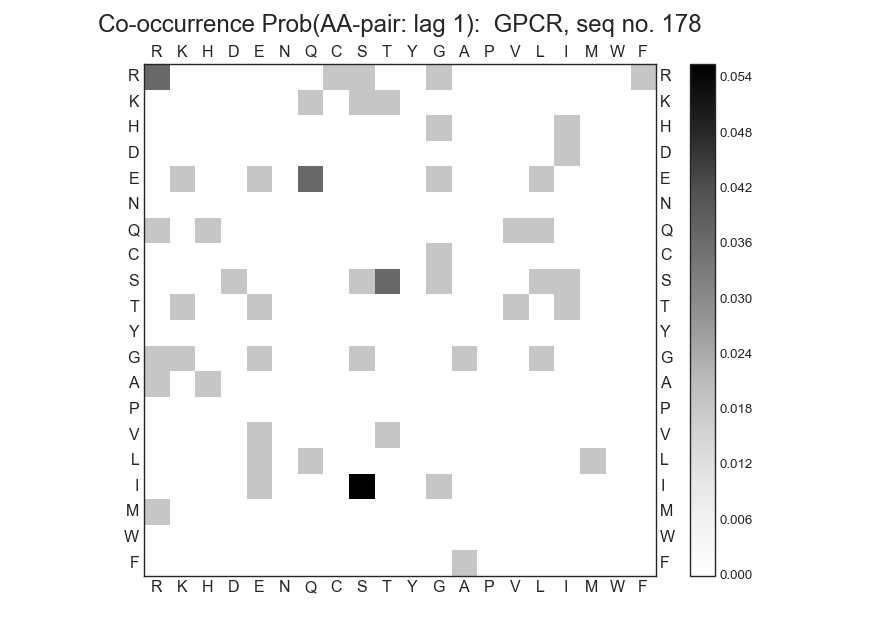 Co-occurrence Prob(AA-pair: lag 1):  GPCR, seq no. 178
R K H D E N Q C S T Y G A P V L I M W F
R R 0.054
K K
H H 0.048
D D
E E 0.042
N N
Q Q 0.036
C C
S S 0.030
T T
Y Y
G G 0.024
A A
P P 0.018
V V
L L 0.012
I I
M M 0.006
W W
F F 0.000
R K H D E N Q C S T Y G A P V L I M W F